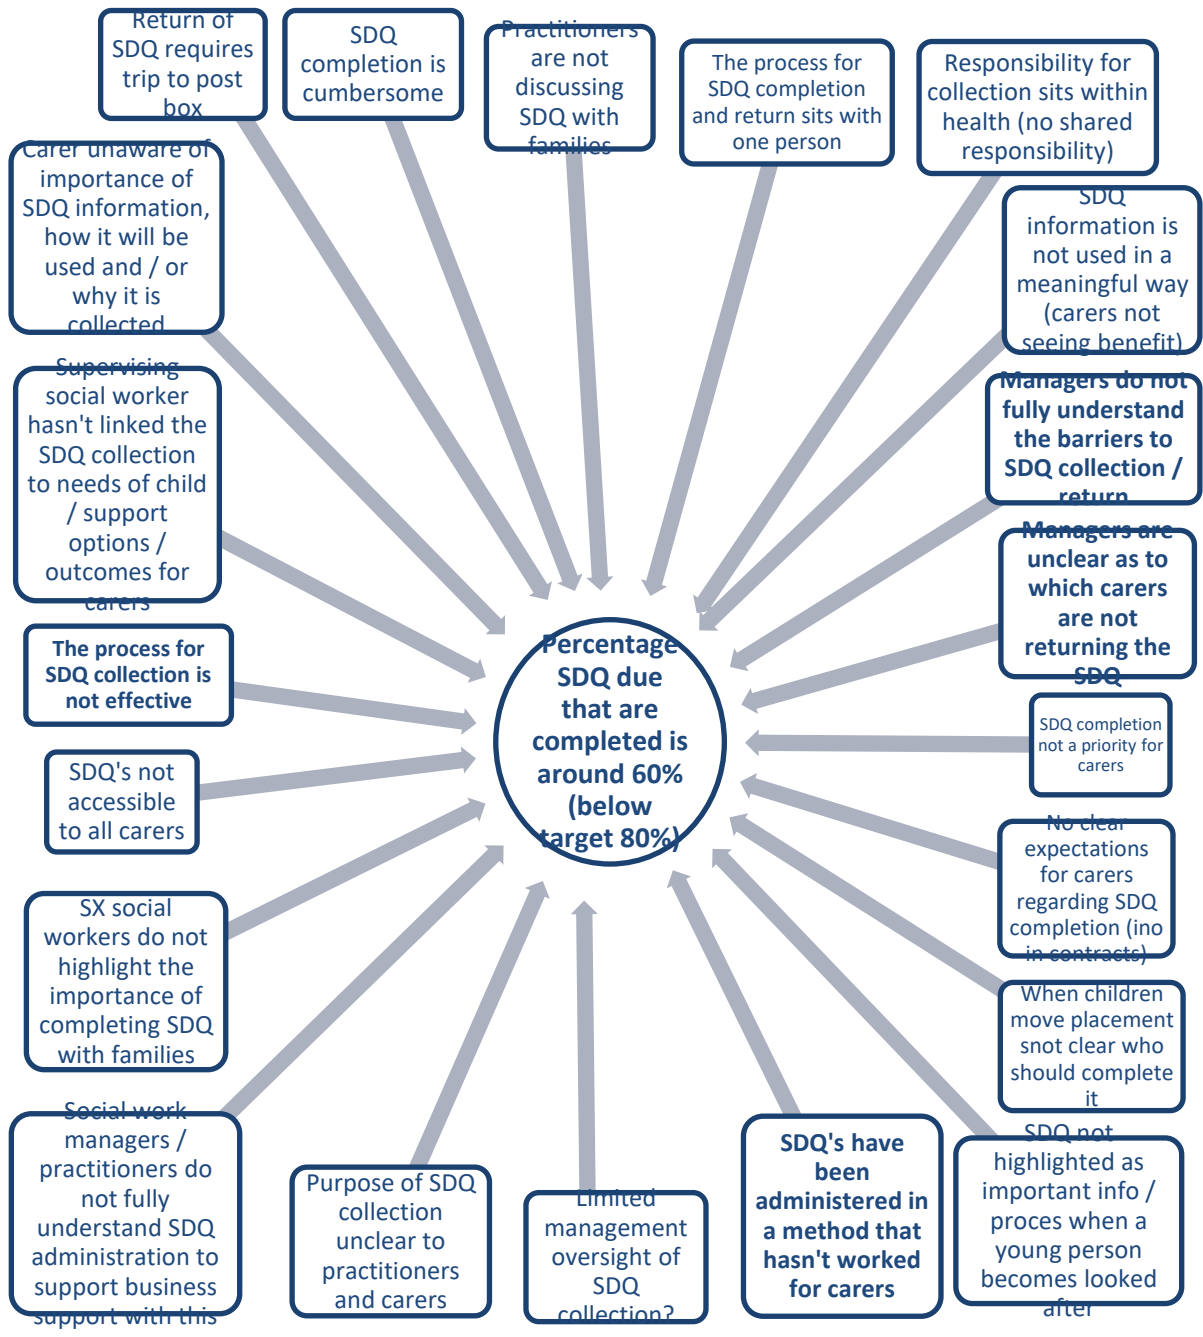 Return of
SDQ requires
trip to post
box
SDQ
completion is
cumbersome
Practitioners
are not
discussing
SDQ with
families
The process for
SDQ completion
and return sits with
one person
Responsibility for
collection sits within
health (no shared
responsibility)
SDQ
information is
not used in a
meaningful way
(carers not
seeing benefit)
Managers do not
fully understand
the barriers to
SDQ collection /
return
Managers are
unclear as to
which carers
are not
returning the
SDQ
SDQ completion
not a priority for
carers
No clear
expectations
for carers
regarding SDQ
completion (ino
in contracts)
When children
move placement
snot clear who
should complete
it
SDQ not
highlighted as
important info /
proces when a
young person
becomes looked
after
SDQ's have
been
administered in
a method that
hasn't worked
for carers
Limited
management
oversight of
SDQ
collection?
Purpose of SDQ
collection
unclear to
practitioners
and carers
Social work
managers /
practitioners do
not fully
understand SDQ
administration to
support business
support with this
SX social
workers do not
highlight the
importance of
completing SDQ
with families
SDQ's not
accessible
to all carers
The process for
SDQ collection is
not effective
Supervising
social worker
hasn't linked the
SDQ collection
to needs of child
/ support
options /
outcomes for
carers
Carer unaware of
importance of
SDQ information,
how it will be
used and / or
why it is
collected
Percentage
SDQ due
that are
completed is
around 60%
(below
target 80%)